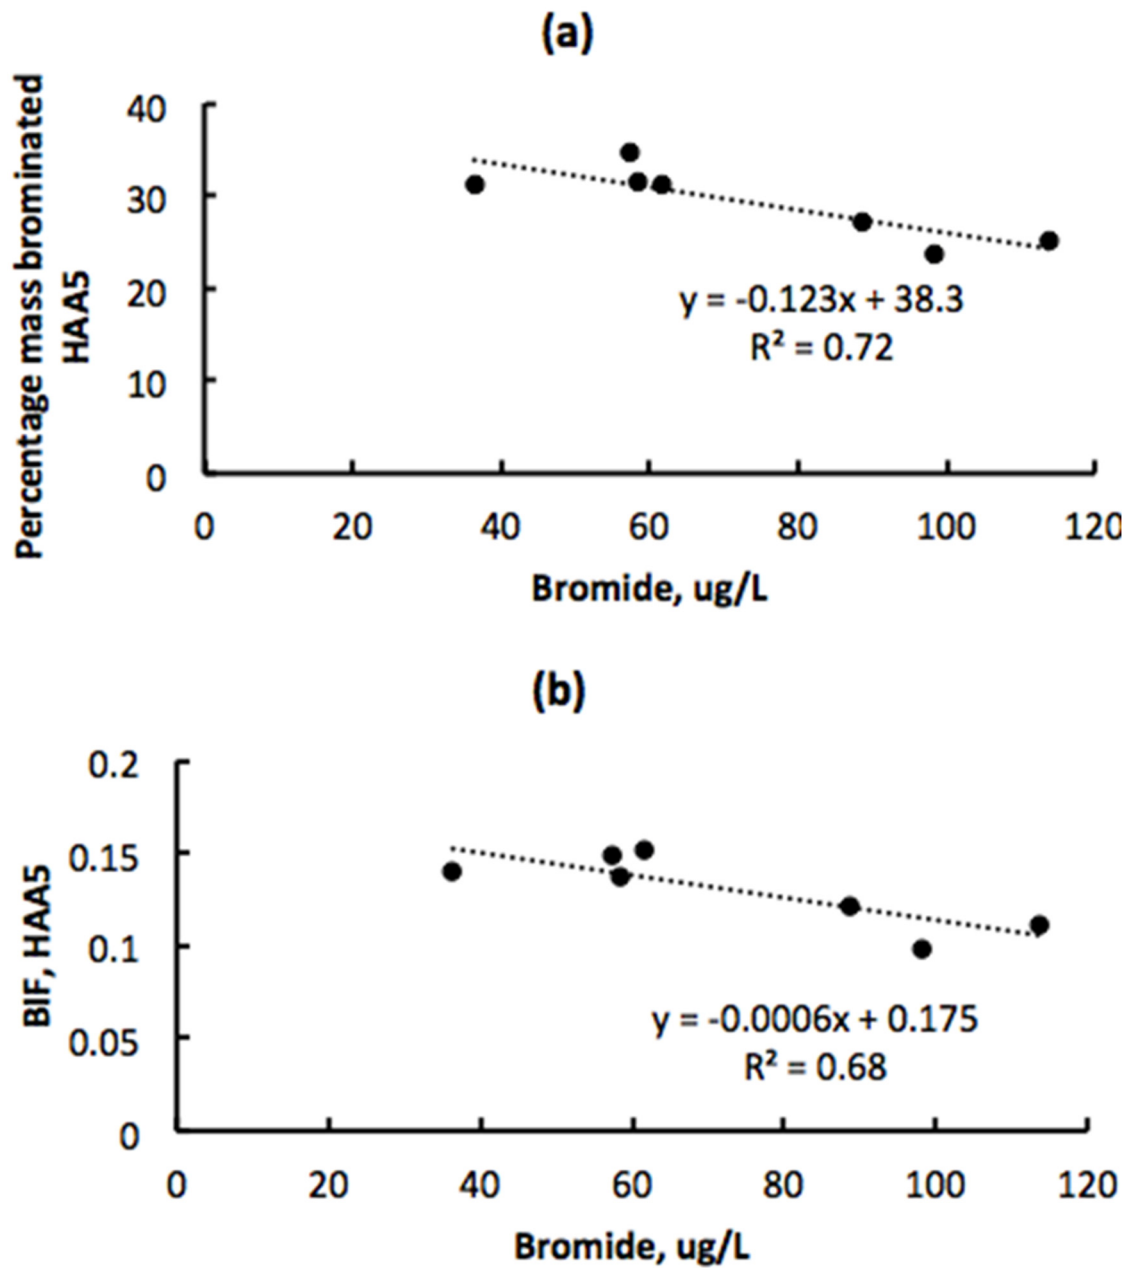 (a)
Percentage mass brominated
HAA5
40
30
20
10
0
y = -0.123x + 38.3
R² = 0.72
0 20 40 60 80 100 120
Bromide, ug/L
(b)
BIF, HAA5
0.2
0.15
0.1
0.05
0
y = -0.0006x + 0.175
R² = 0.68
0 20 40 60 80 100 120
Bromide, ug/L